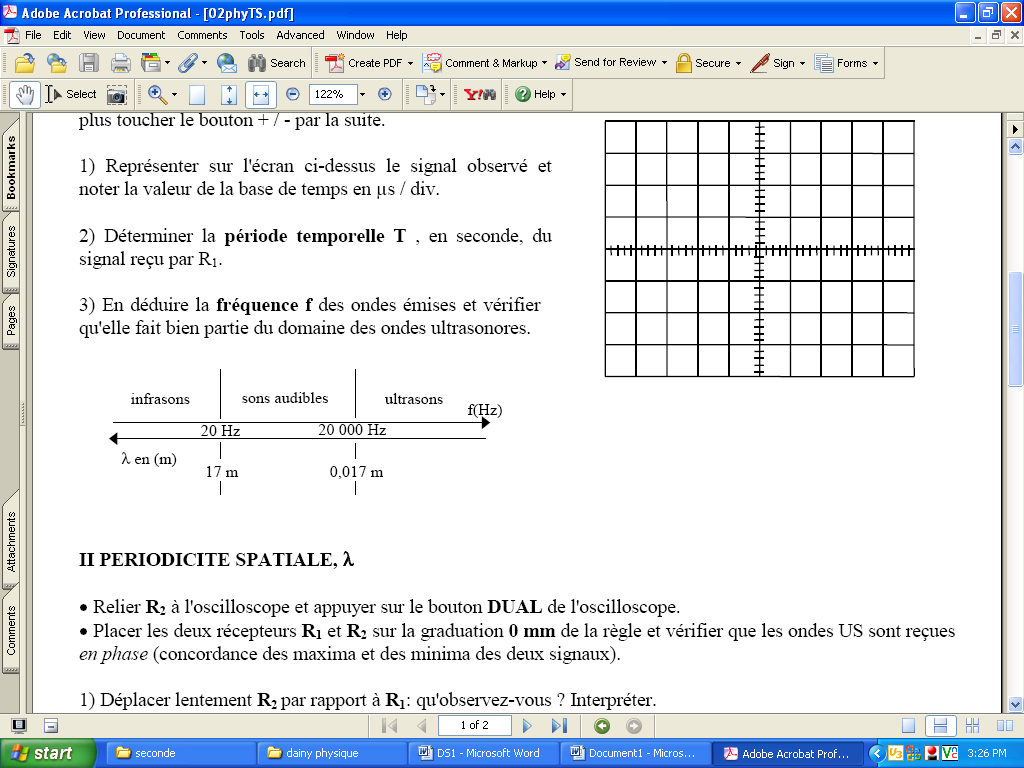 Adobe Acrobat Professional - [02phyTS.pdf]
File Edit View Document Comments Tools Advanced Window Help
Search Create PDF Comment & Markup Send for Review Secure Sign Forms
Select 122% Y! Help
Bookmarks
Signatures
Pages
Attachments
Comments
plus toucher le bouton + / - par la suite.
1) Représenter sur l'écran ci-dessus le signal observé et
noter la valeur de la base de temps en µs / div.
2) Déterminer la période temporelle T , en seconde, du
signal reçu par R1.
3) En déduire la fréquence f des ondes émises et vérifier
qu'elle fait bien partie du domaine des ondes ultrasonores.
infrasons sons audibles ultrasons
f(Hz)
20 Hz 20 000 Hz
λ en (m)
17 m 0,017 m
II PERIODICITE SPATIALE, λ
• Relier R2 à l'oscilloscope et appuyer sur le bouton DUAL de l'oscilloscope.
• Placer les deux récepteurs R1 et R2 sur la graduation 0 mm de la règle et vérifier que les ondes US sont reçues
en phase (concordance des maxima et des minima des deux signaux).
1) Déplacer lentement R2 par rapport à R1: qu'observez-vous ? Interpréter.
1 of 2
start seconde dainy physique DS1 - Microsoft Word Document1 - Micros... Adobe Acrobat Prof... 3:26 PM